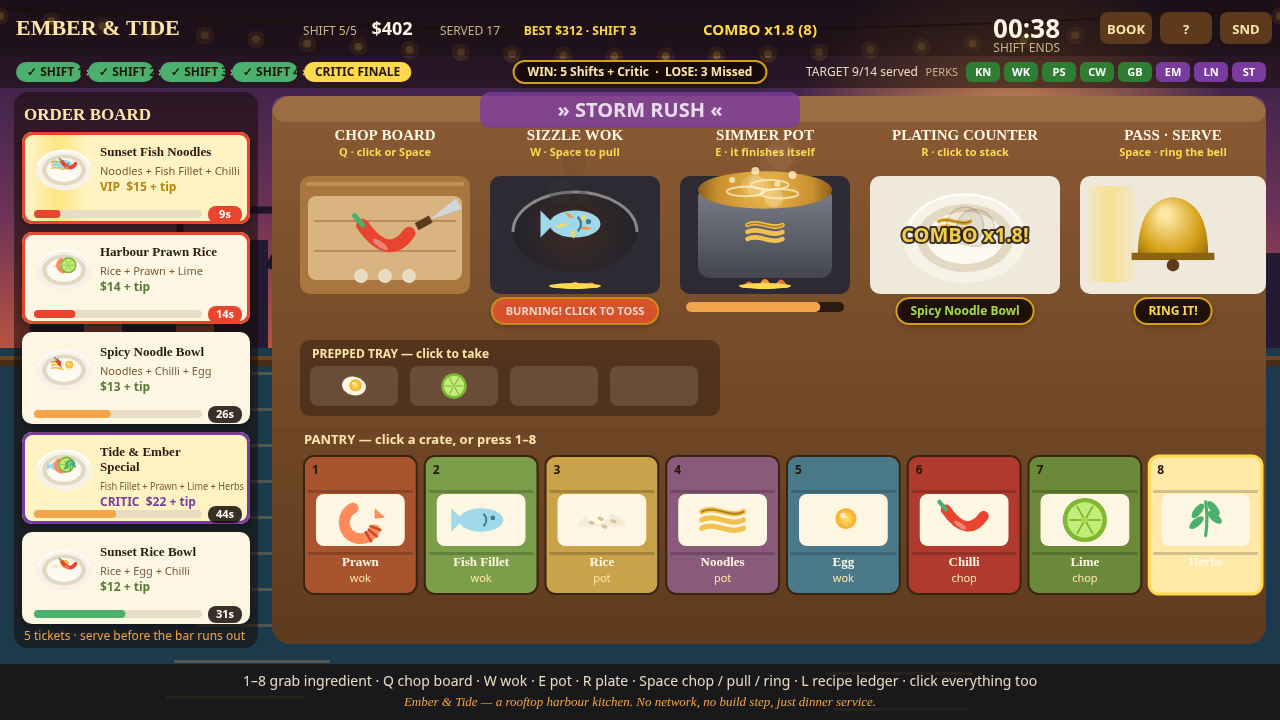 EMBER & TIDE
SHIFT 5/5 $402 SERVED 17 BEST $312 · SHIFT 3 COMBO x1.8 (8)
00:38
SHIFT ENDS
BOOK ? SND
✓ SHIFT ✓ SHIFT 2 ✓ SHIFT ✓ SHIFT CRITIC FINALE
WIN: 5 Shifts + Critic · LOSE: 3 Missed
TARGET 9/14 served PERKS KN WK PS CW GB EM LN ST
ORDER BOARD
Sunset Fish Noodles
Noodles + Fish Fillet + Chilli
VIP $15 + tip
9s
Harbour Prawn Rice
Rice + Prawn + Lime
$14 + tip
14s
Spicy Noodle Bowl
Noodles + Chilli + Egg
$13 + tip
26s
Tide & Ember
Special
Fish Fillet + Prawn + Lime + Herbs
CRITIC $22 + tip
44s
Sunset Rice Bowl
Rice + Egg + Chilli
$12 + tip
31s
5 tickets · serve before the bar runs out
» STORM RUSH «
CHOP BOARD
Q · click or Space
SIZZLE WOK
W · Space to pull
BURNING! CLICK TO TOSS
SIMMER POT
E · it finishes itself
PLATING COUNTER
R · click to stack
COMBO x1.8!
Spicy Noodle Bowl
PASS · SERVE
Space · ring the bell
RING IT!
PREPPED TRAY — click to take
PANTRY — click a crate, or press 1–8
1
Prawn
wok
2
Fish Fillet
wok
3
Rice
pot
4
Noodles
pot
5
Egg
wok
6
Chilli
chop
7
Lime
chop
8
Herbs
1–8 grab ingredient · Q chop board · W wok · E pot · R plate · Space chop / pull / ring · L recipe ledger · click everything too
Ember & Tide — a rooftop harbour kitchen. No network, no build step, just dinner service.